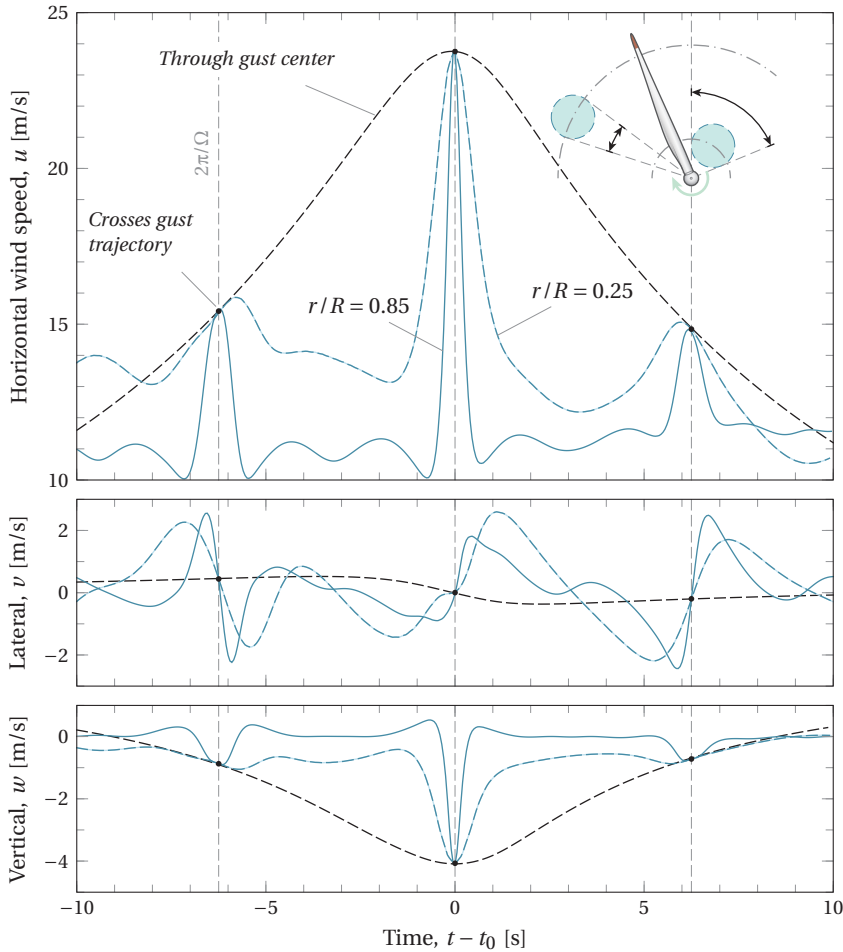 25
20
15
10
Horizontal wind speed, u [m/s]
Through gust center
2π/Ω
Crosses gust
trajectory
r/R = 0.85
r/R = 0.25
2
0
−2
Lateral, v [m/s]
0
−2
−4
Vertical, w [m/s]
−10
−5
0
5
10
Time, t − t₀ [s]